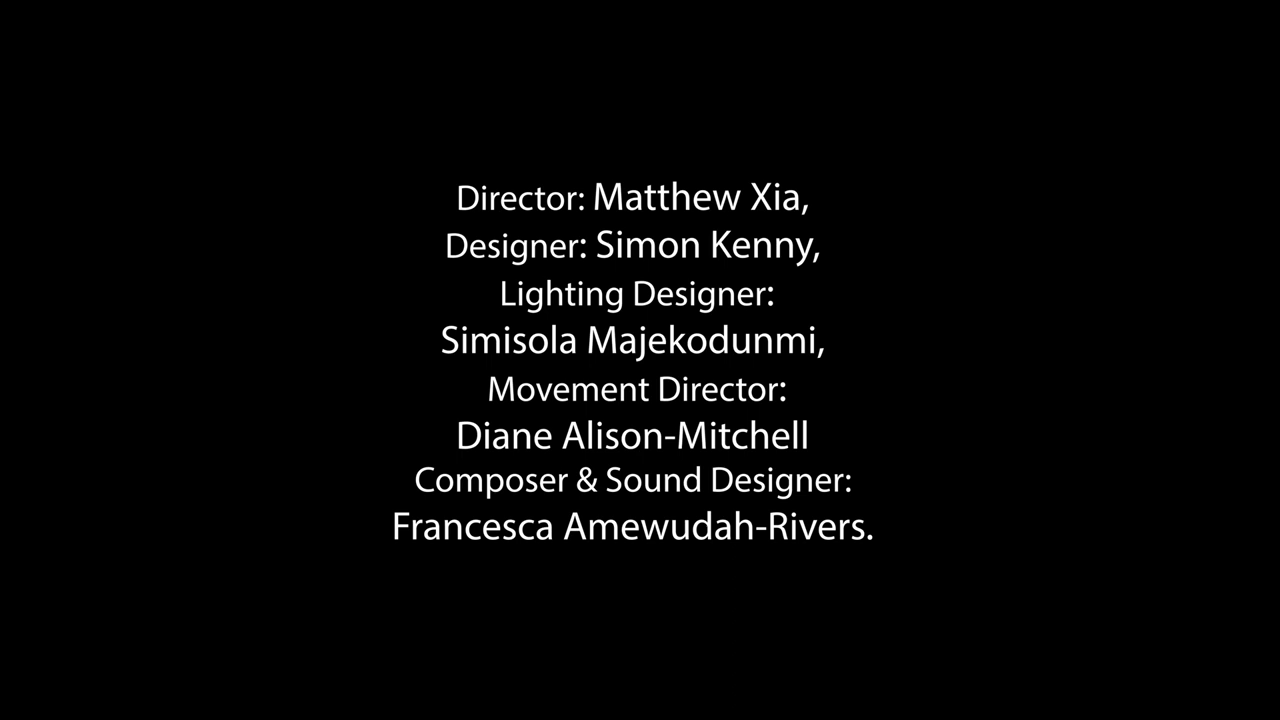 Director: Matthew Xia,
Designer: Simon Kenny,
Lighting Designer:
Simisola Majekodunmi,
Movement Director:
Diane Alison-Mitchell
Composer & Sound Designer:
Francesca Amewudah-Rivers.